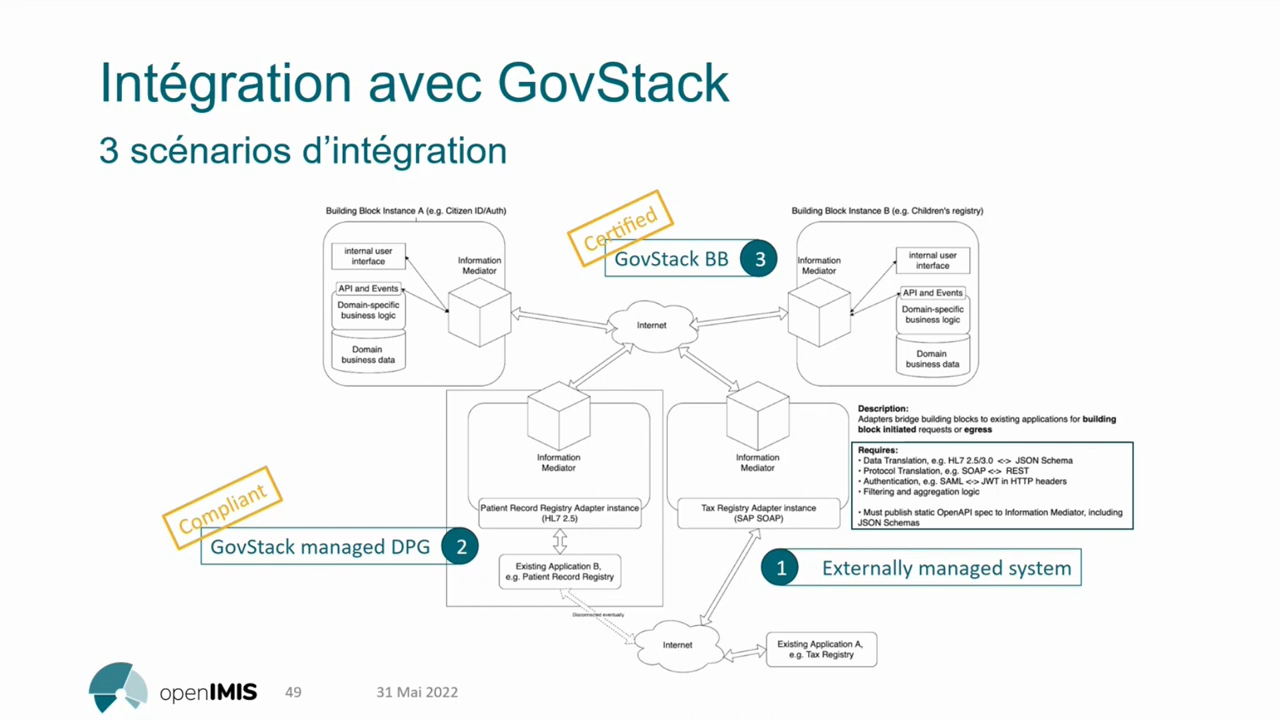 Intégration avec GovStack
3 scénarios d’intégration
Building Block Instance A (e.g. Citizen ID/Auth)
internal user
interface
API and Events
Domain-specific
business logic
Domain
business data
Information
Mediator
Certified
GovStack BB
3
Building Block Instance B (e.g. Children's registry)
Information
Mediator
internal user
interface
API and Events
Domain-specific
business logic
Domain
business data
Internet
Information
Mediator
Patient Record Registry Adapter instance
(HL7 2.5)
Existing Application B,
e.g. Patient Record Registry
Disconnected eventually
Compliant
GovStack managed DPG
2
Information
Mediator
Tax Registry Adapter instance
(SAP SOAP)
Description:
Adapters bridge building blocks to existing applications for building
block initiated requests or egress
Requires:
• Data Translation, e.g. HL7 2.5/3.0 <-> JSON Schema
• Protocol Translation, e.g. SOAP <-> REST
• Authentication, e.g. SAML <-> JWT in HTTP headers
• Filtering and aggregation logic
• Must publish static OpenAPI spec to Information Mediator, including
JSON Schemas
1
Externally managed system
Internet
Existing Application A,
e.g. Tax Registry
openIMIS
49
31 Mai 2022